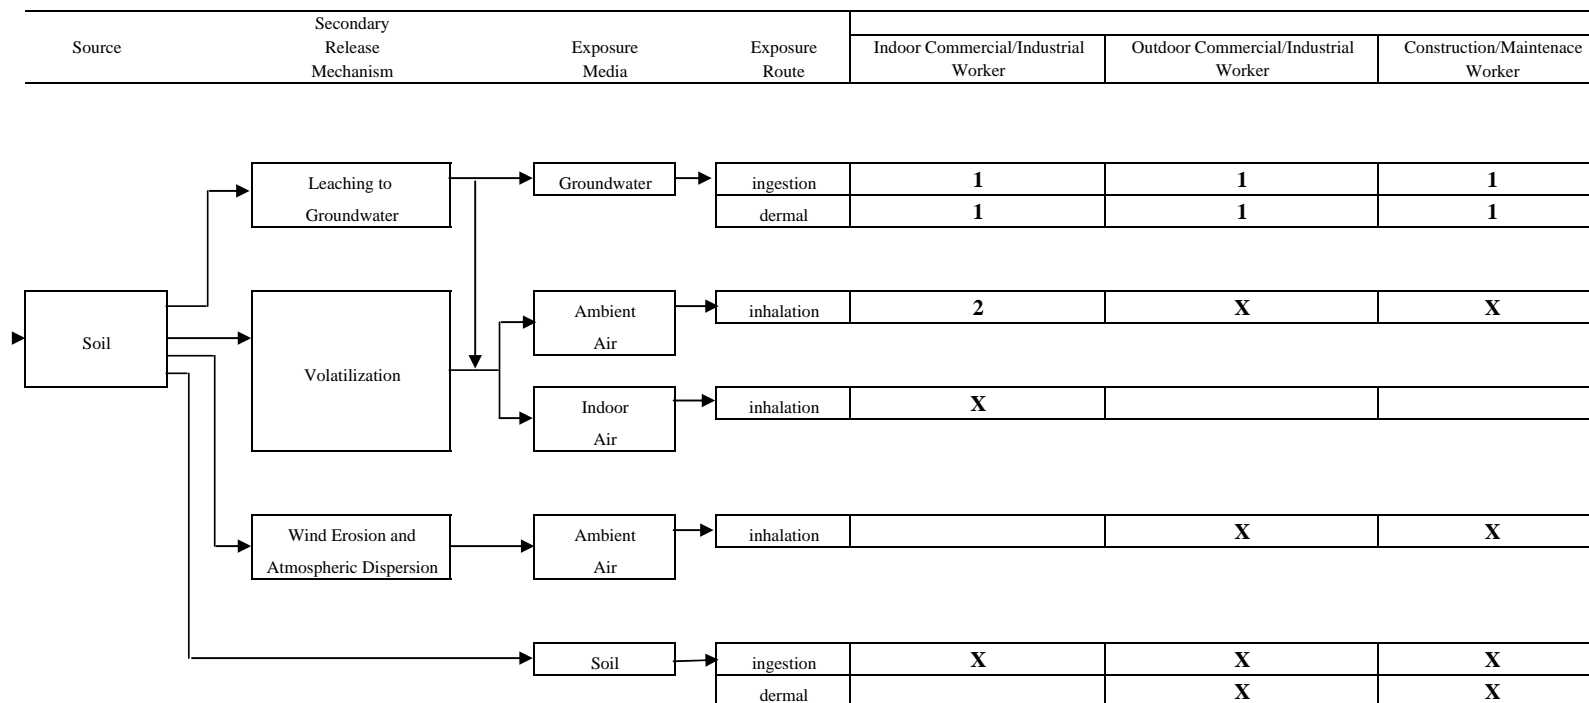 Source
Secondary
Release
Mechanism
Exposure
Media
Exposure
Route
Indoor Commercial/Industrial
Worker
Outdoor Commercial/Industrial
Worker
Construction/Maintenace
Worker
Leaching to
Groundwater
Groundwater
ingestion 1 1 1
dermal 1 1 1
Soil
Volatilization
Ambient
Air
inhalation 2 X X
Indoor
Air
inhalation X
Wind Erosion and
Atmospheric Dispersion
Ambient
Air
inhalation X X
Soil
ingestion X X X
dermal X X